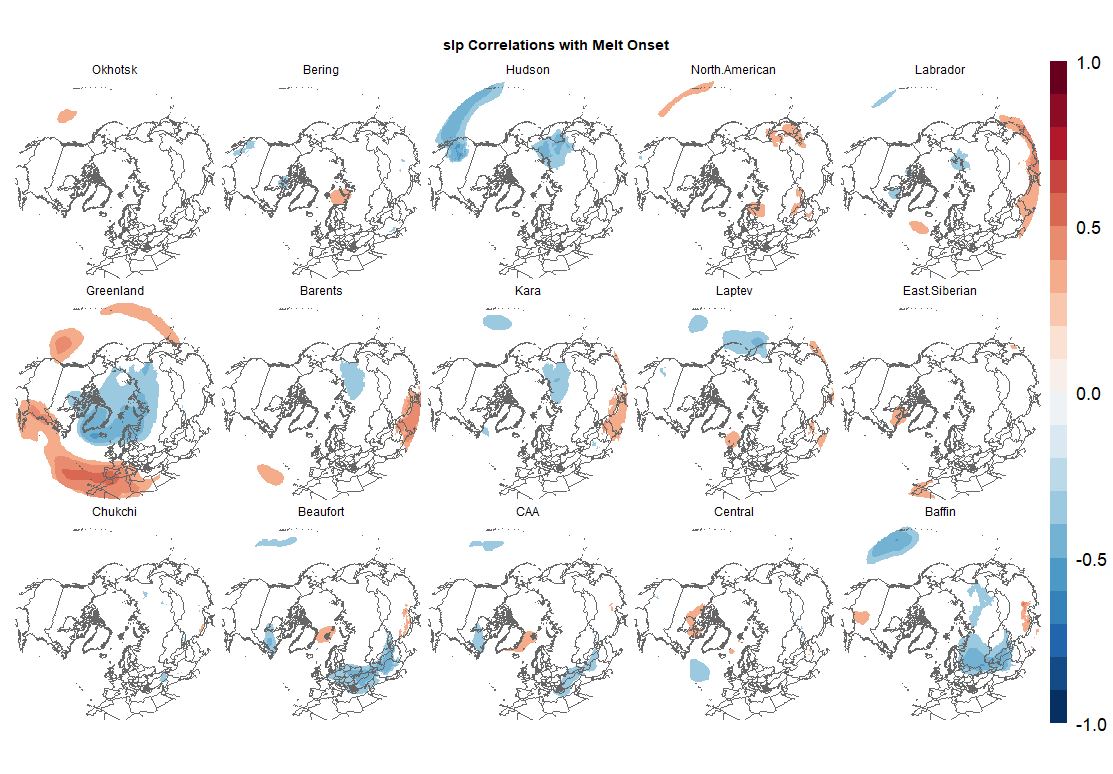 slp Correlations with Melt Onset
Okhotsk
Bering
Hudson
North.American
Labrador
Greenland
Barents
Kara
Laptev
East.Siberian
Chukchi
Beaufort
CAA
Central
Baffin
1.0
0.5
0.0
-0.5
-1.0